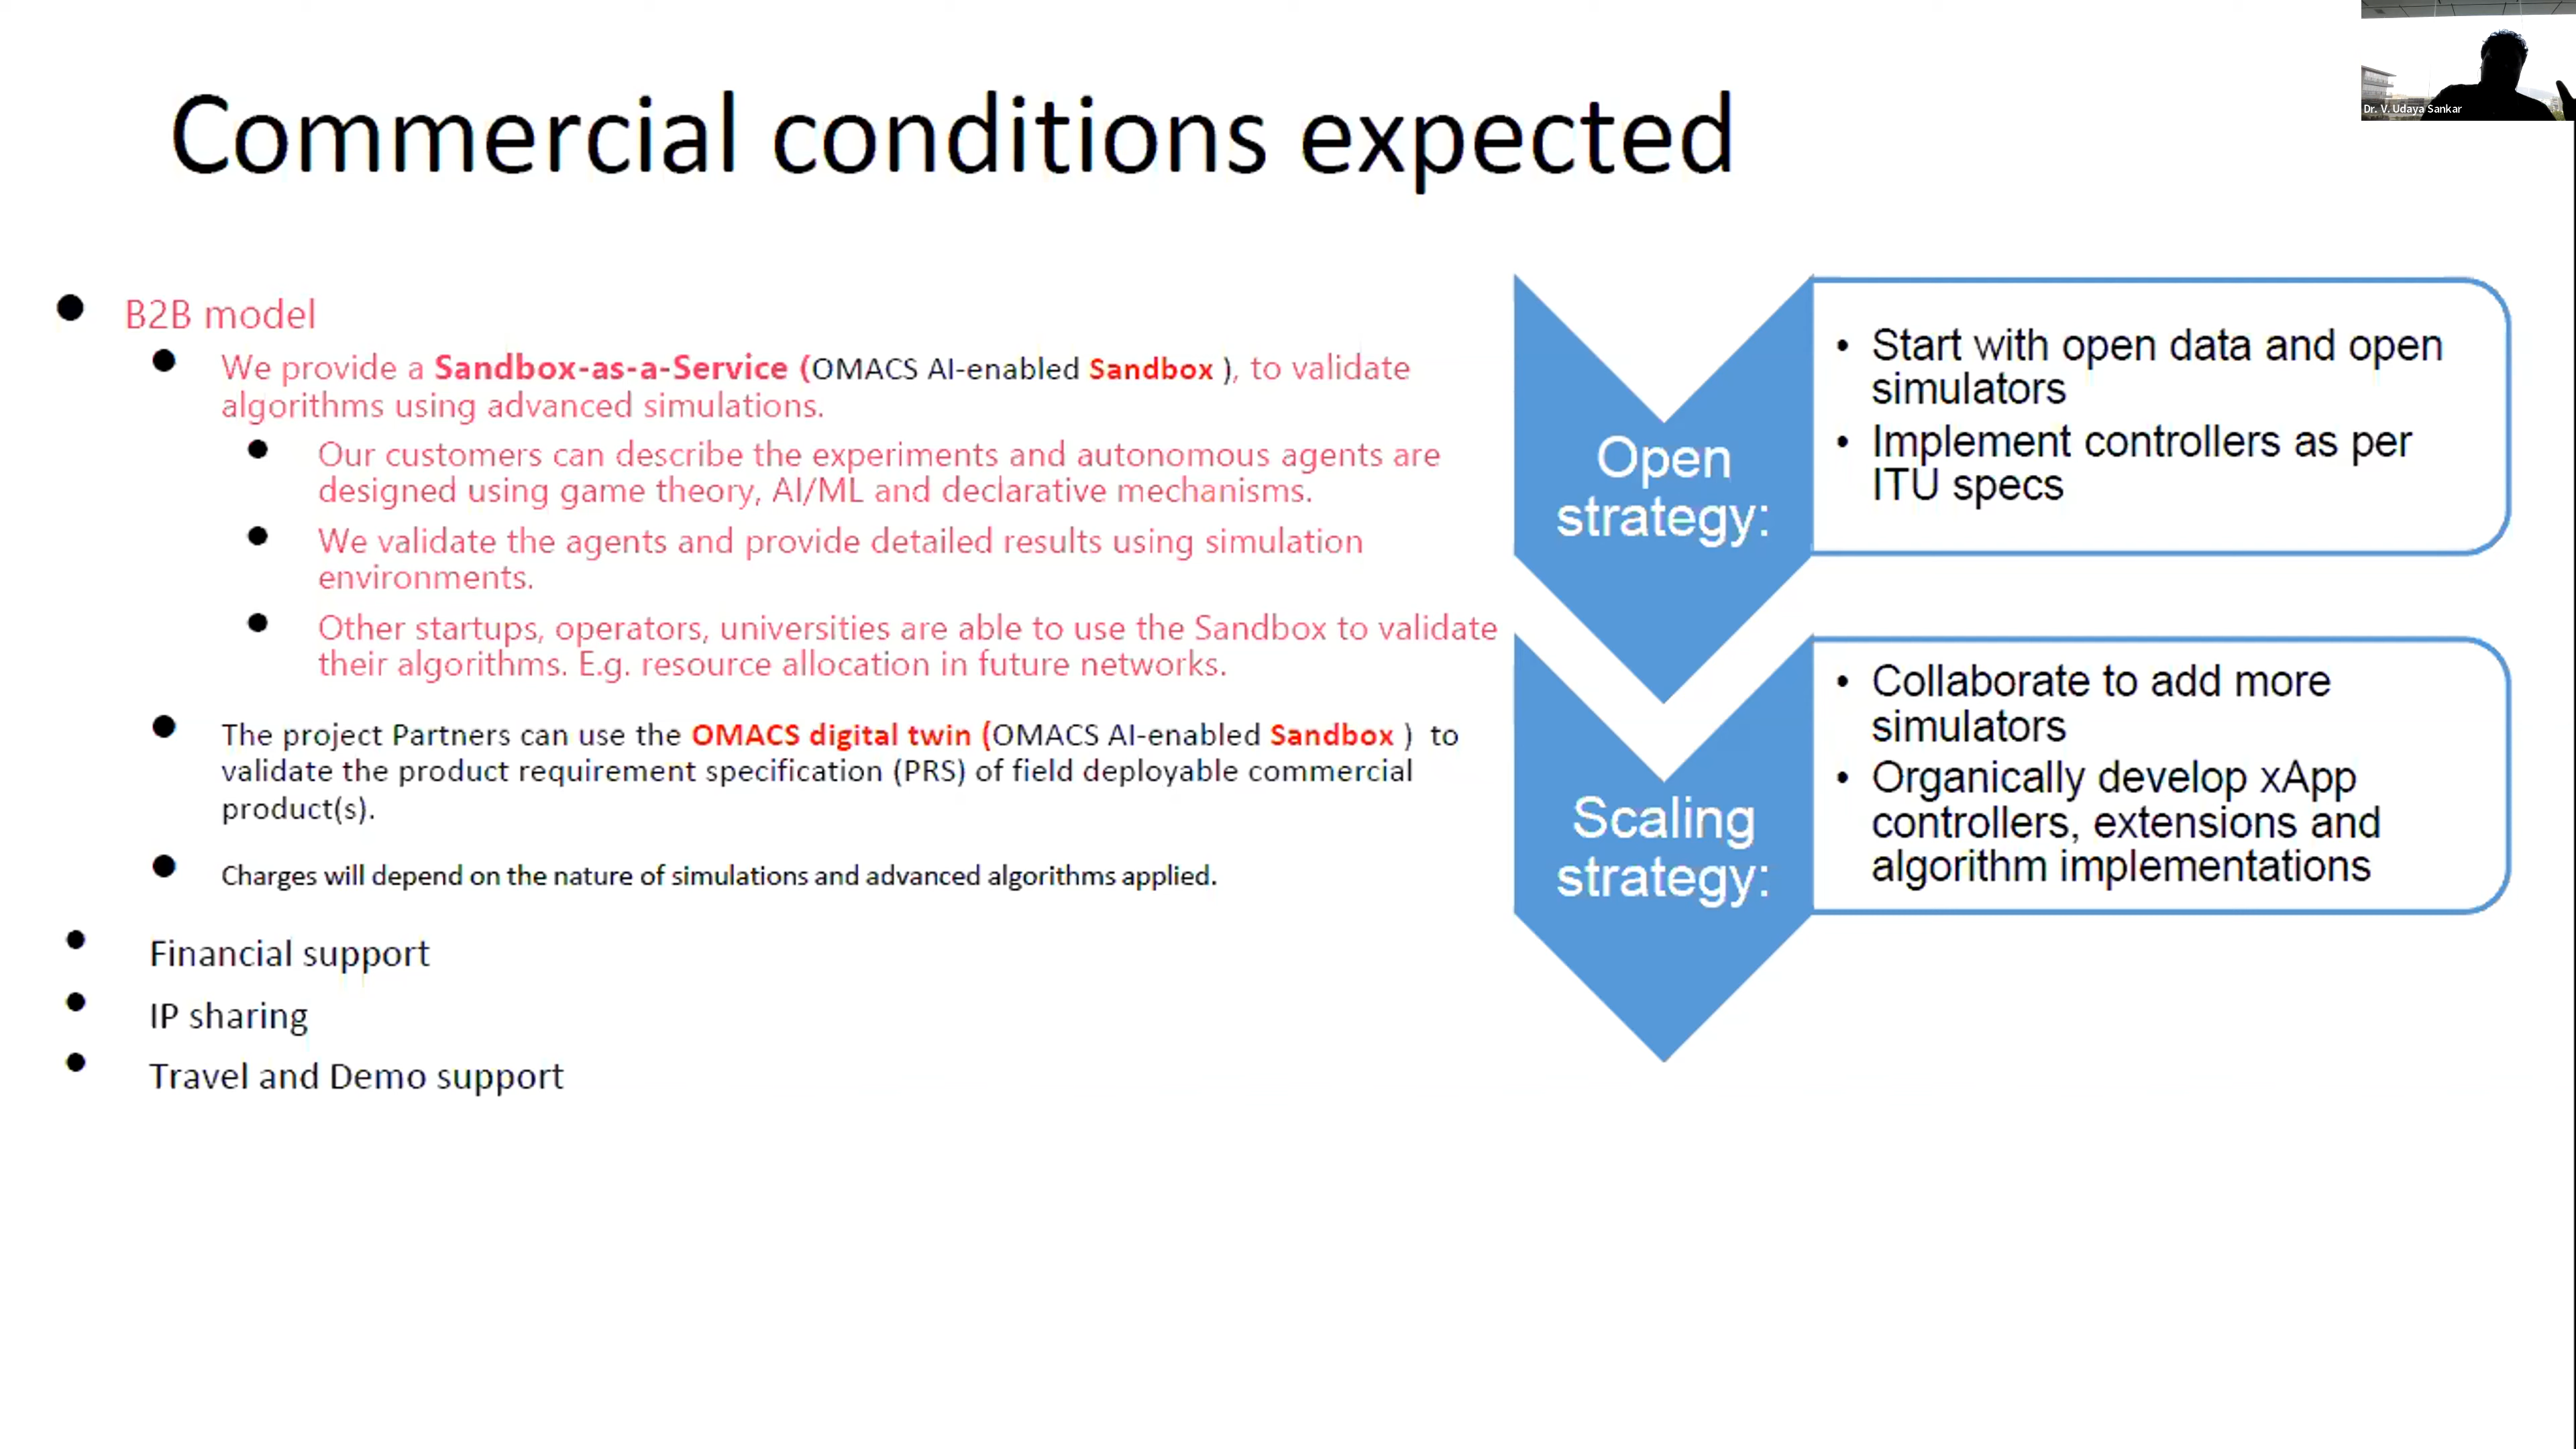 Commercial conditions expected
Dr. V. Udaya Sankar
● B2B model
● We provide a Sandbox-as-a-Service (OMACS AI-enabled Sandbox ), to validate
algorithms using advanced simulations.
● Our customers can describe the experiments and autonomous agents are
designed using game theory, AI/ML and declarative mechanisms.
● We validate the agents and provide detailed results using simulation
environments.
● Other startups, operators, universities are able to use the Sandbox to validate
their algorithms. E.g. resource allocation in future networks.
● The project Partners can use the OMACS digital twin (OMACS AI-enabled Sandbox ) to
validate the product requirement specification (PRS) of field deployable commercial
product(s).
● Charges will depend on the nature of simulations and advanced algorithms applied.
● Financial support
● IP sharing
● Travel and Demo support
Open
strategy:
• Start with open data and open
simulators
• Implement controllers as per
ITU specs
Scaling
strategy:
• Collaborate to add more
simulators
• Organically develop xApp
controllers, extensions and
algorithm implementations